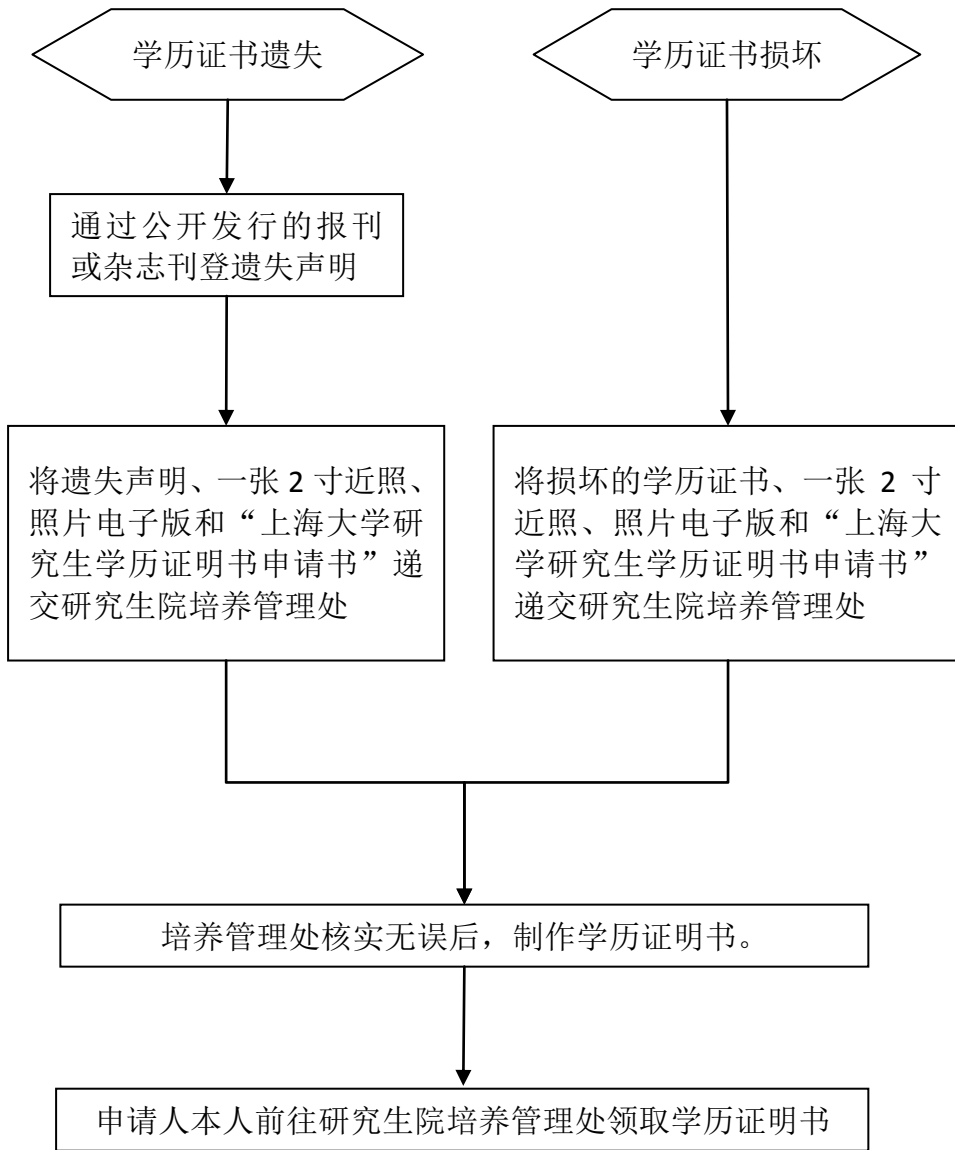 学历证书遗失
学历证书损坏
通过公开发行的报刊
或杂志刊登遗失声明
将遗失声明、一张 2 寸近照、
照片电子版和“上海大学研
究生学历证明书申请书”递
交研究生院培养管理处
将损坏的学历证书、一张 2 寸
近照、照片电子版和“上海大
学研究生学历证明书申请书”
递交研究生院培养管理处
培养管理处核实无误后，制作学历证明书。
申请人本人前往研究生院培养管理处领取学历证明书